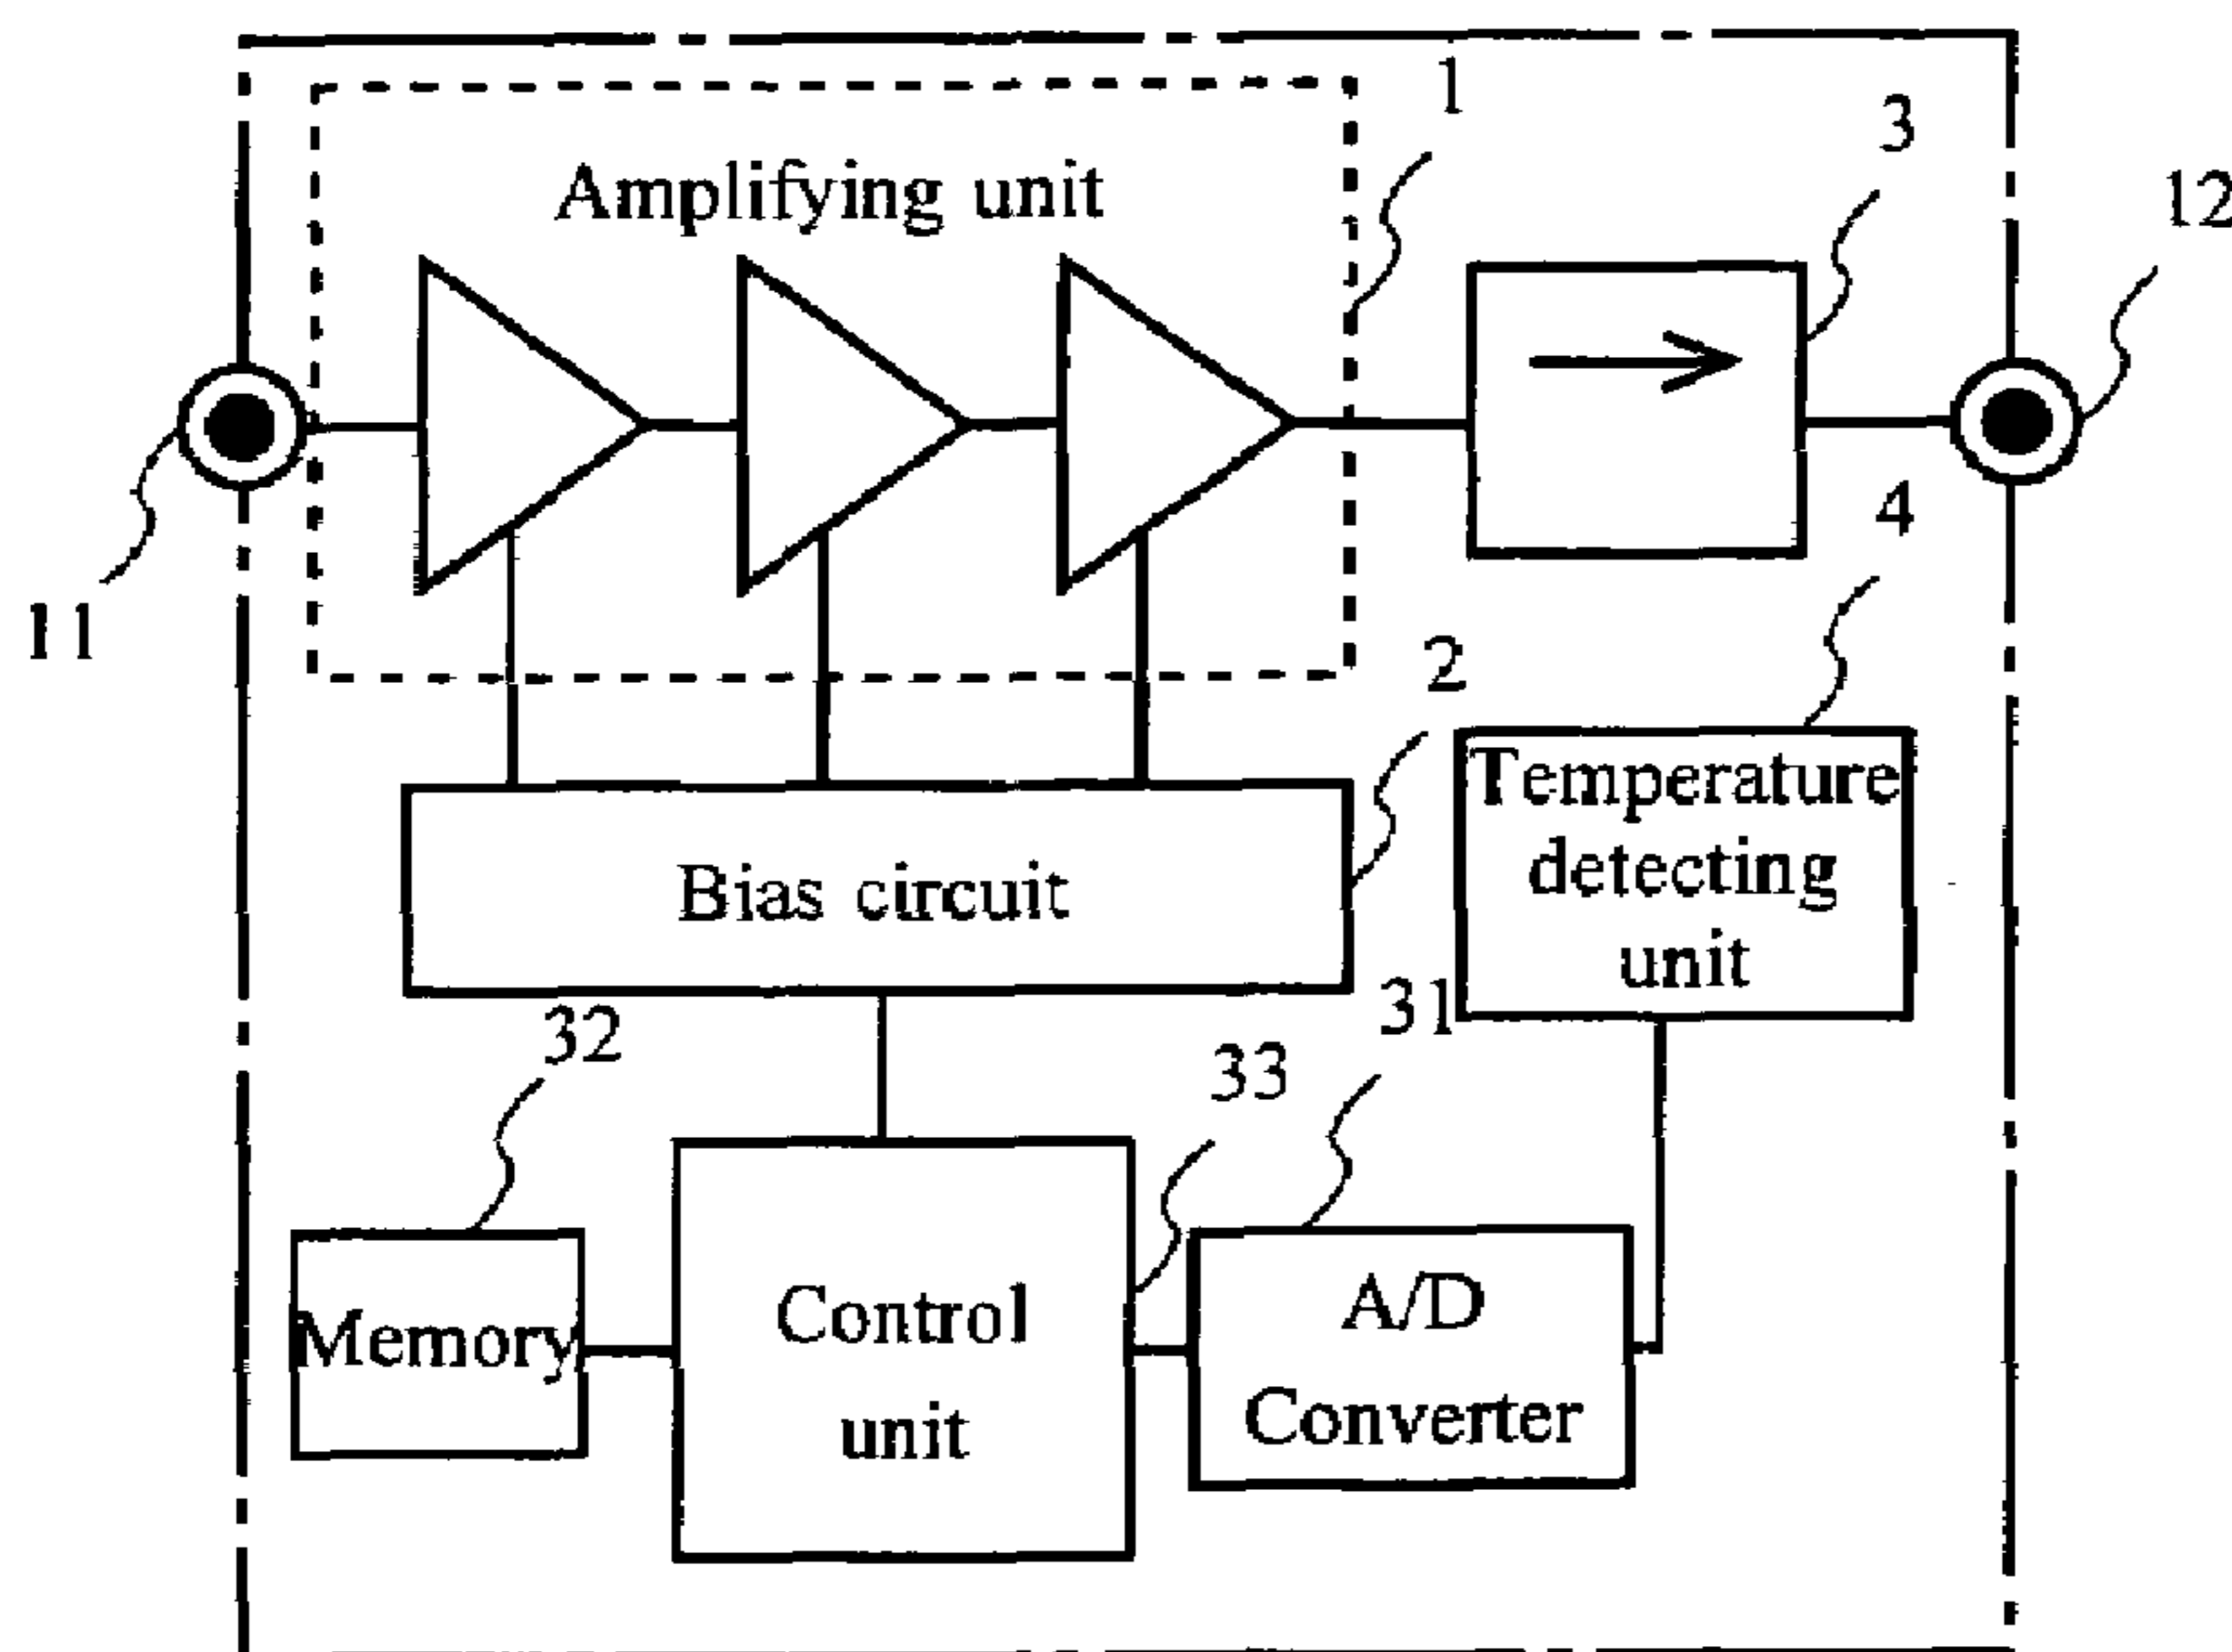 1
3
12
Amplifying unit
11
4
2
Temperature
detecting
unit
Bias circuit
31
32
33
Memory
Control
unit
A/D
Converter